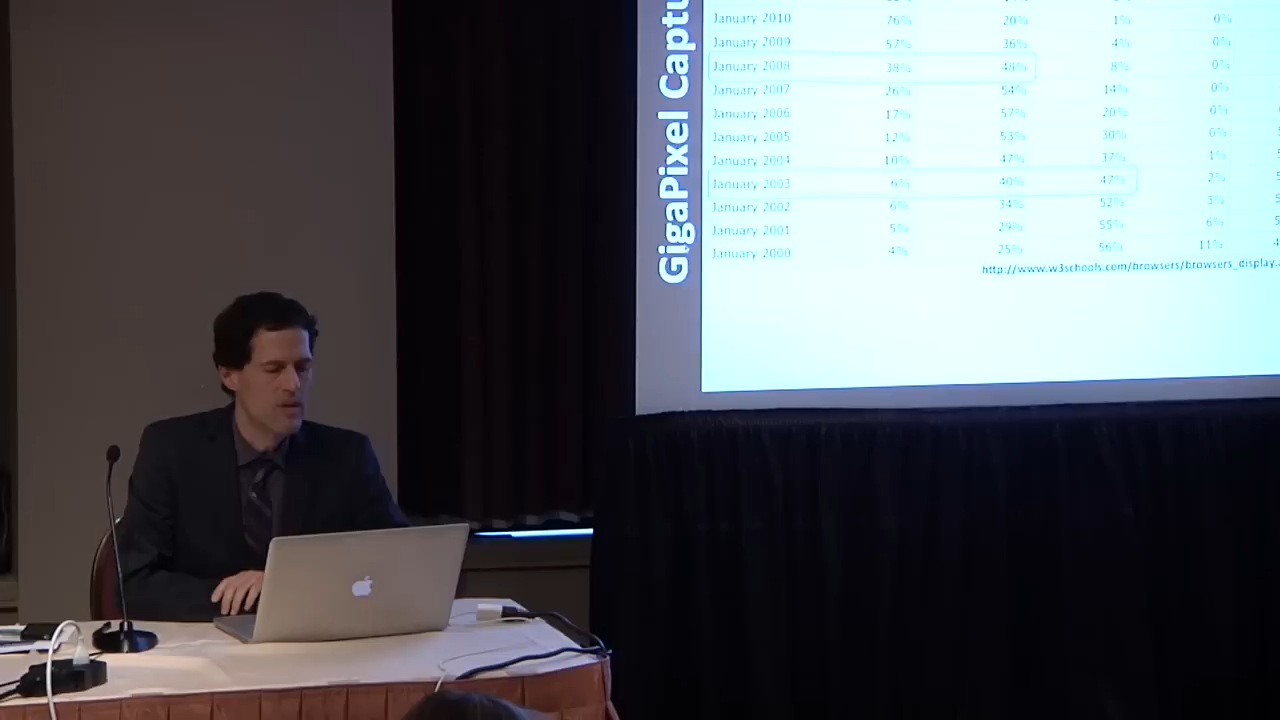 GigaPixel Captu
January 2010 76% 20% 1% 0%
January 2009 57% 36% 4% 0%
January 2008 38% 48% 8% 0%
January 2007 26% 54% 14% 0%
January 2006 17% 57% 20% 0%
January 2005 12% 53% 30% 0%
January 2004 10% 47% 37% 1%
January 2003 6% 40% 47% 2%
January 2002 6% 34% 52% 3%
January 2001 5% 29% 55% 6%
January 2000 4% 25% 56% 11%
http://www.w3schools.com/browsers/browsers_display.